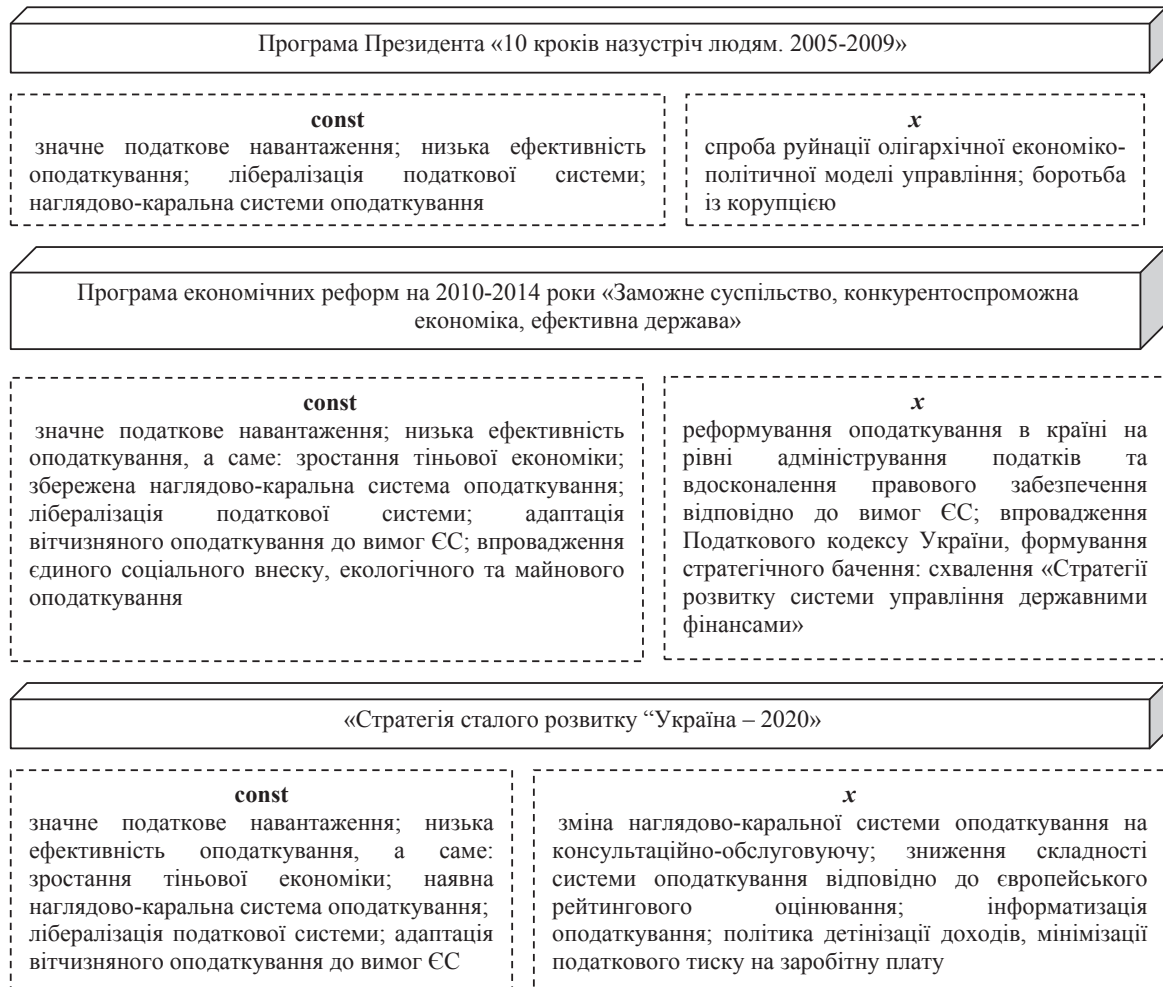 Програма Президента «10 кроків назустріч людям. 2005-2009»
const
значне податкове навантаження; низька ефективність
оподаткування; лібералізація податкової системи;
наглядово-каральна системи оподаткування
x
спроба руйнації олігархічної економіко-
політичної моделі управління; боротьба
із корупцією
Програма економічних реформ на 2010-2014 роки «Заможне суспільство, конкурентоспроможна
економіка, ефективна держава»
const
значне податкове навантаження; низька ефективність
оподаткування, а саме: зростання тіньової економіки;
збережена наглядово-каральна система оподаткування;
лібералізація податкової системи; адаптація
вітчизняного оподаткування до вимог ЄС; впровадження
єдиного соціального внеску, екологічного та майнового
оподаткування
x
реформування оподаткування в країні на
рівні адміністрування податків та
вдосконалення правового забезпечення
відповідно до вимог ЄС; впровадження
Податкового кодексу України, формування
стратегічного бачення: схвалення «Стратегії
розвитку системи управління державними
фінансами»
«Стратегія сталого розвитку “Україна – 2020»
const
значне податкове навантаження; низька
ефективність оподаткування, а саме:
зростання тіньової економіки; наявна
наглядово-каральна система оподаткування;
лібералізація податкової системи; адаптація
вітчизняного оподаткування до вимог ЄС
x
зміна наглядово-каральної системи оподаткування на
консультаційно-обслуговуючу; зниження складності
системи оподаткування відповідно до європейського
рейтингового оцінювання; інформатизація
оподаткування; політика детінізації доходів, мінімізації
податкового тиску на заробітну плату